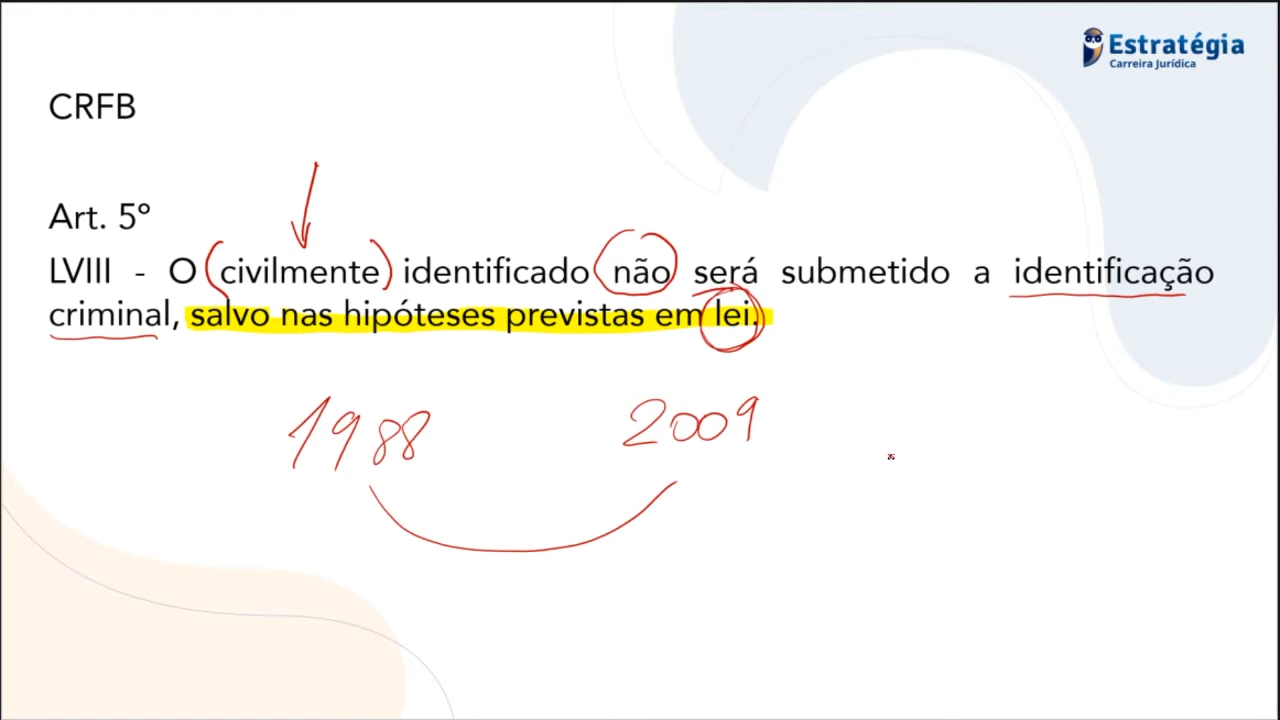 Estratégia
Carreira Jurídica
CRFB
Art. 5º
LVIII - O (civilmente) identificado não será submetido a identificação
criminal, salvo nas hipóteses previstas em lei.
1988 2009